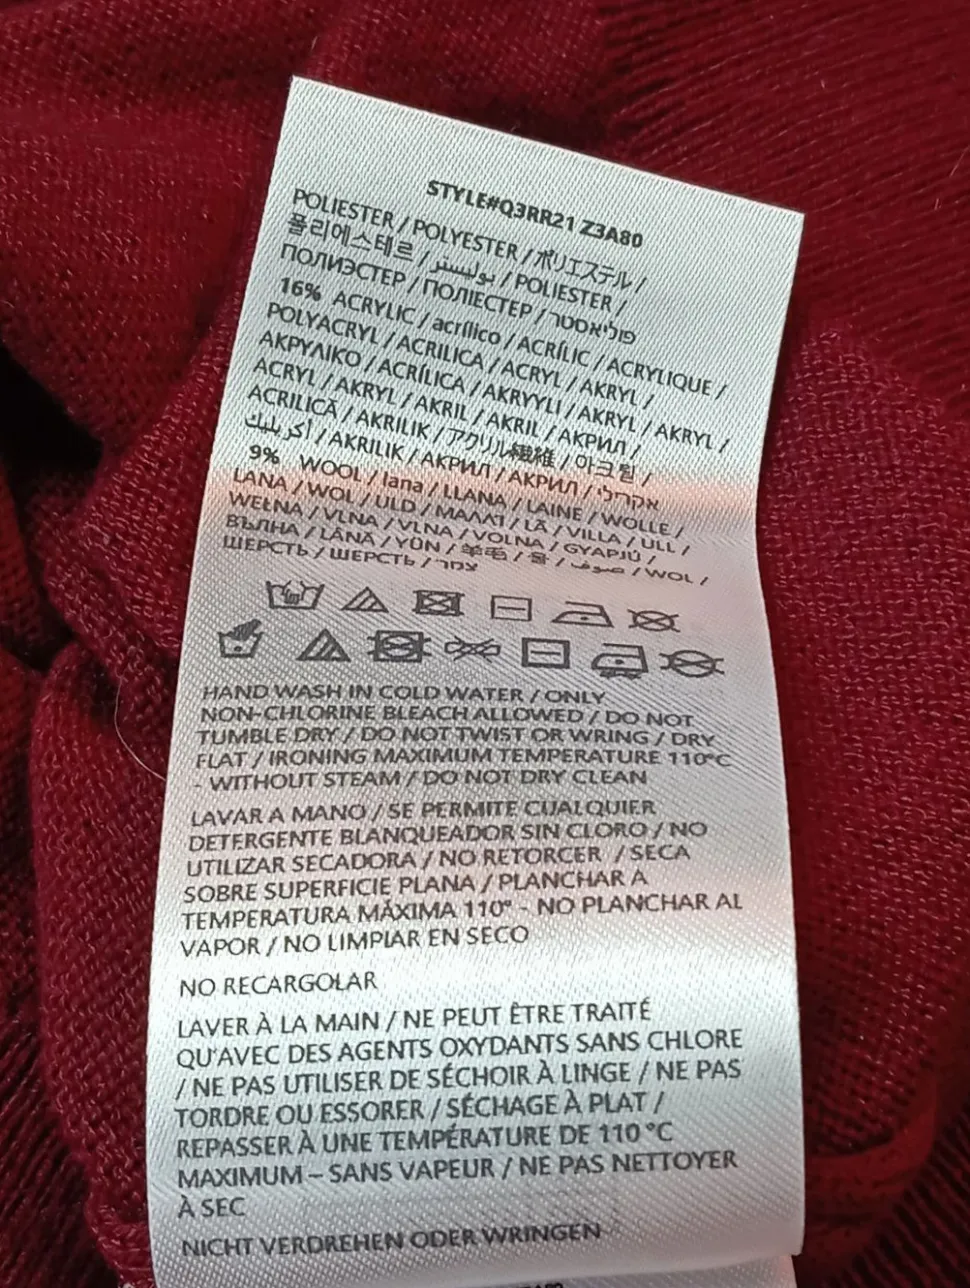 STYLE#Q3RR21 Z3A80
POLIESTER / POLYESTER / ポリエステル /
폴리에스테르 / بوليستر / POLIESTER /
ПОЛИЭСТЕР / ПОЛІЕСТЕР / פוליאסטר
16% ACRYLIC / acrílico / ACRÍLIC / ACRYLIQUE /
POLYACRYL / ACRILICA / ACRYL / AKRYL /
ΑΚΡΥΛΙΚΟ / ACRÍLICA / AKRYYLI / AKRYL / AKRYL /
ACRYL / AKRYL / AKRIL / AKRIL / АКРИЛ /
ACRILICĂ / AKRILIK / アクリル繊維 / 아크릴 /
أكريليك / AKRILIK / АКРИЛ / АКРИЛ / אקרילי
9% WOOL / lana / LLANA / LAINE / WOLLE /
LANA / WOL / ULD / ΜΑΛΛΙ / LÃ / VILLA / ULL /
WEŁNA / VLNA / VLNA / VOLNA / GYAPJÚ /
ВЪЛНА / LÂNĂ / YÜN / 羊毛 / 울 / صوف / WOL /
ШЕРСТЬ / ШЕРСТЬ / צמר
HAND WASH IN COLD WATER / ONLY
NON-CHLORINE BLEACH ALLOWED / DO NOT
TUMBLE DRY / DO NOT TWIST OR WRING / DRY
FLAT / IRONING MAXIMUM TEMPERATURE 110°C
- WITHOUT STEAM / DO NOT DRY CLEAN
LAVAR A MANO / SE PERMITE CUALQUIER
DETERGENTE BLANQUEADOR SIN CLORO / NO
UTILIZAR SECADORA / NO RETORCER / SECA
SOBRE SUPERFICIE PLANA / PLANCHAR A
TEMPERATURA MÁXIMA 110° - NO PLANCHAR AL
VAPOR / NO LIMPIAR EN SECO
NO RECARGOLAR
LAVER À LA MAIN / NE PEUT ÊTRE TRAITÉ
QU'AVEC DES AGENTS OXYDANTS SANS CHLORE
/ NE PAS UTILISER DE SÉCHOIR À LINGE / NE PAS
TORDRE OU ESSORER / SÉCHAGE À PLAT /
REPASSER À UNE TEMPÉRATURE DE 110 °C
MAXIMUM – SANS VAPEUR / NE PAS NETTOYER
À SEC
NICHT VERDREHEN ODER WRINGEN